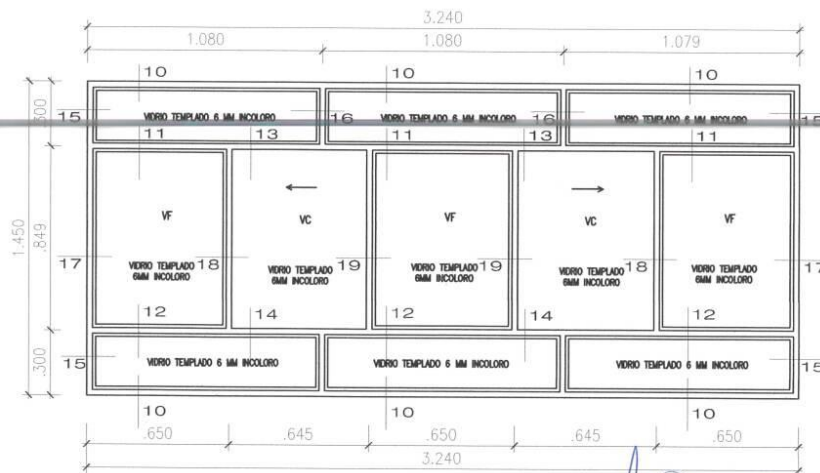 3.240
1.080 1.080 1.079
10 10 10
15 VIDRIO TEMPLADO 6 MM INCOLORO 16 VIDRIO TEMPLADO 6 MM INCOLORO 16 VIDRIO TEMPLADO 6 MM INCOLORO 15
.300
11 13 11 13 11
1.450
.849
VF VC VF VC VF
17 VIDRIO TEMPLADO 18 VIDRIO TEMPLADO 19 VIDRIO TEMPLADO 19 VIDRIO TEMPLADO 18 VIDRIO TEMPLADO 17
6MM INCOLORO 6MM INCOLORO 6MM INCOLORO 6MM INCOLORO 6MM INCOLORO
12 14 12 14 12
.300
15 VIDRIO TEMPLADO 6 MM INCOLORO VIDRIO TEMPLADO 6 MM INCOLORO VIDRIO TEMPLADO 6 MM INCOLORO 15
10 10 10
.650 .645 .650 .645 .650
3.240